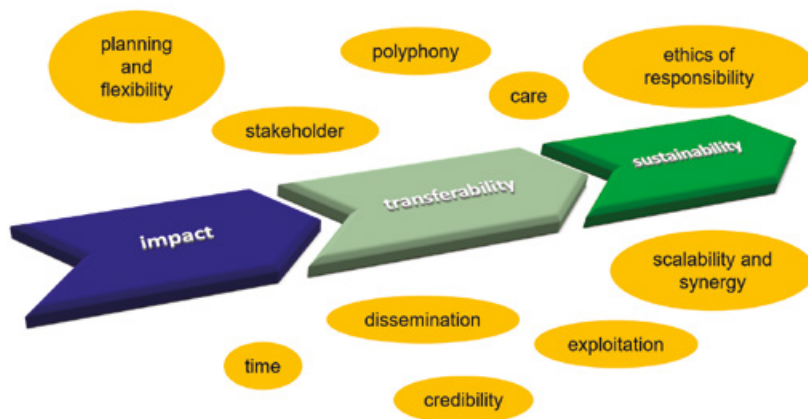 planning
and
flexibility
polyphony
ethics of
responsibility
care
stakeholder
sustainability
transferability
impact
scalability and
synergy
dissemination
exploitation
time
credibility